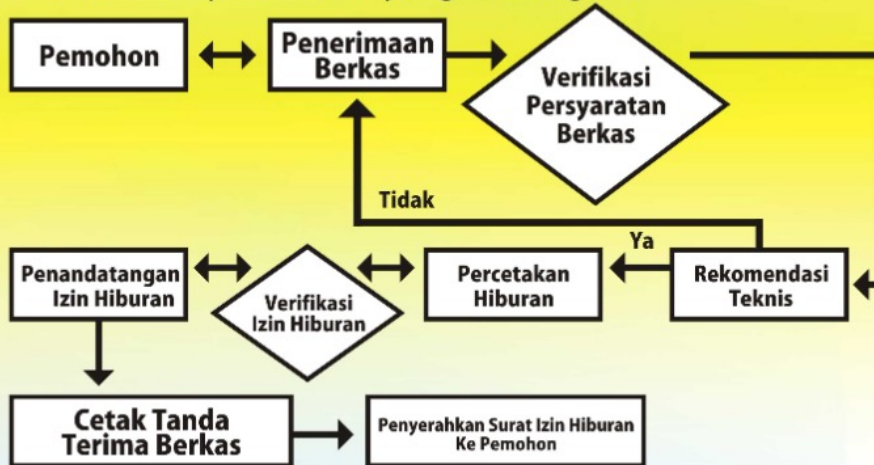 Pemohon
Penerimaan
Berkas
Verifikasi
Persyaratan
Berkas
Tidak
Ya
Penandatangan
Izin Hiburan
Verifikasi
Izin Hiburan
Percetakan
Hiburan
Rekomendasi
Teknis
Cetak Tanda
Terima Berkas
Penyerahkan Surat Izin Hiburan
Ke Pemohon